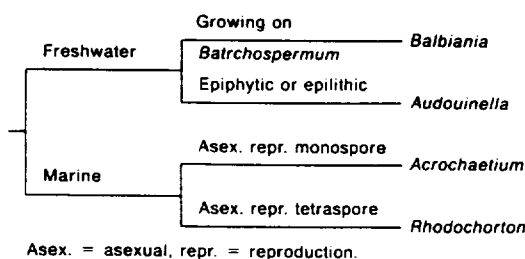 Growing on
Freshwater
Batrchospermum
Balbiania
Epiphytic or epilithic
Audouinella
Asex. repr. monospore
Marine
Acrochaetium
Asex. repr. tetraspore
Rhodochorton
Asex. = asexual, repr. = reproduction.